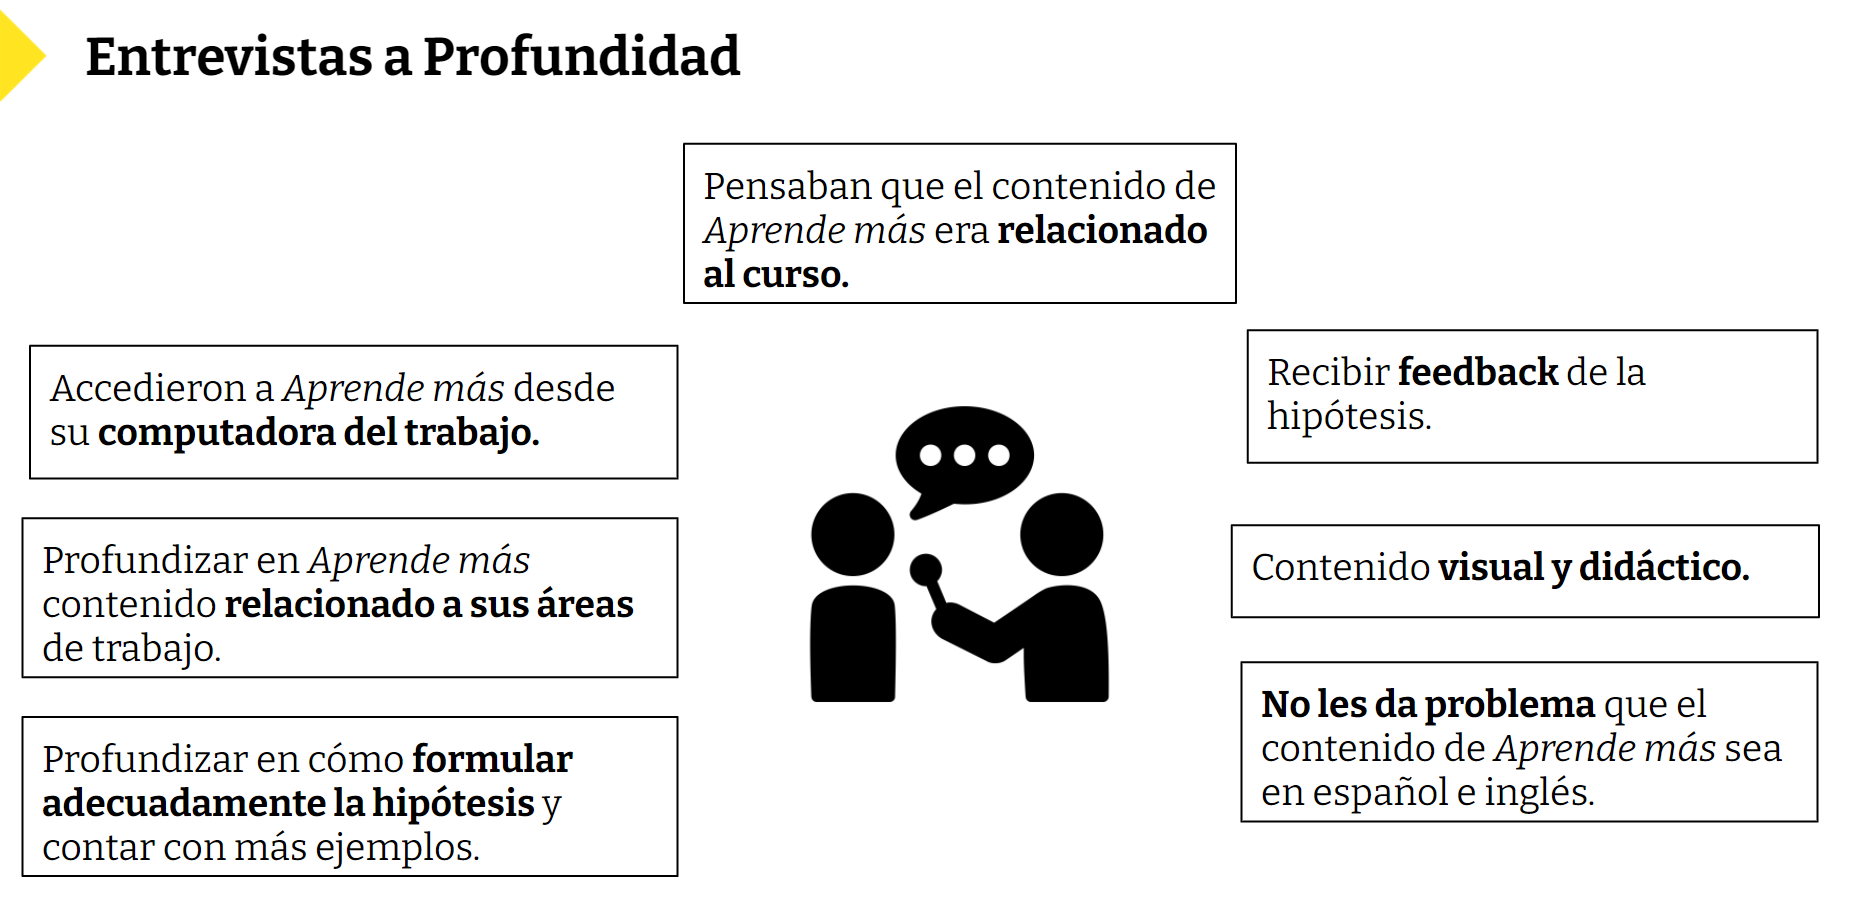 Entrevistas a Profundidad
Pensaban que el contenido de
Aprende más era relacionado
al curso.
Accedieron a Aprende más desde
su computadora del trabajo.
Profundizar en Aprende más
contenido relacionado a sus áreas
de trabajo.
Profundizar en cómo formular
adecuadamente la hipótesis y
contar con más ejemplos.
Recibir feedback de la
hipótesis.
Contenido visual y didáctico.
No les da problema que el
contenido de Aprende más sea
en español e inglés.